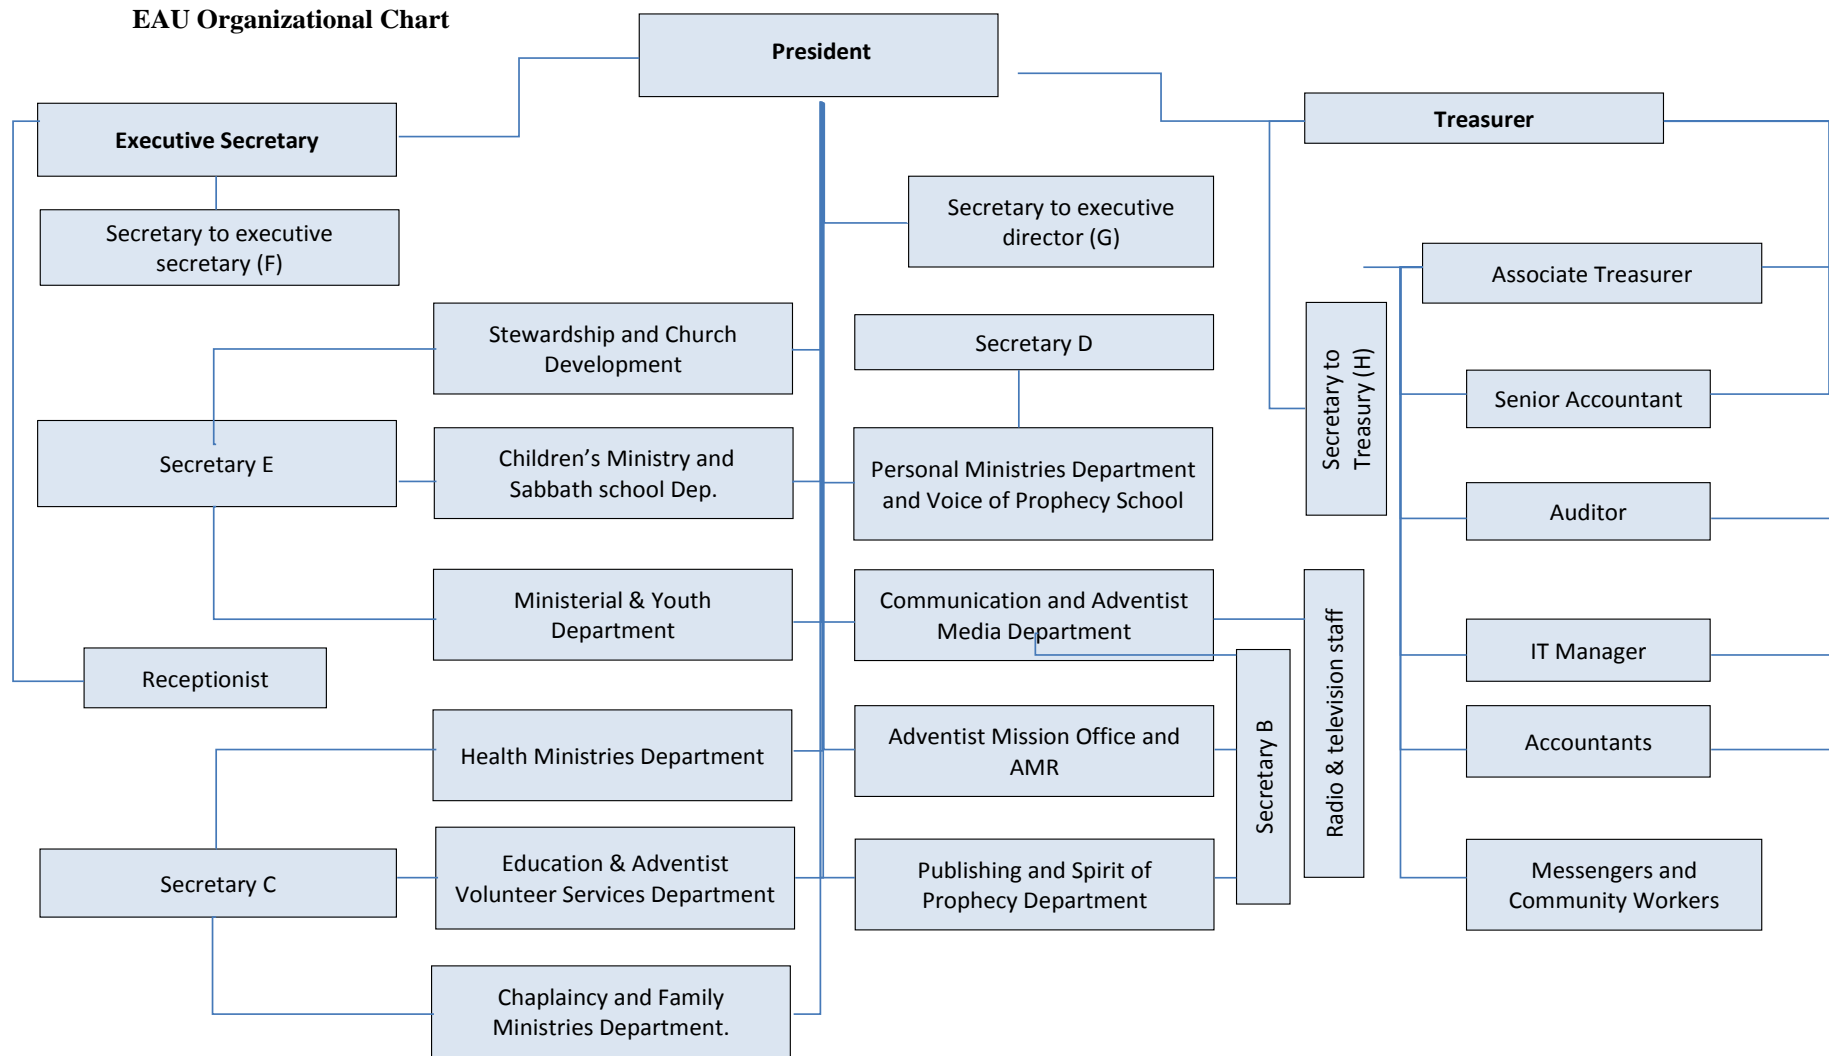 EAU Organizational Chart
President
Executive Secretary
Treasurer
Secretary to executive
secretary (F)
Secretary to executive
director (G)
Associate Treasurer
Stewardship and Church
Development
Secretary D
Secretary to
Treasury (H)
Senior Accountant
Secretary E
Children’s Ministry and
Sabbath school Dep.
Personal Ministries Department
and Voice of Prophecy School
Auditor
Ministerial & Youth
Department
Communication and Adventist
Media Department
Radio & television staff
IT Manager
Receptionist
Secretary B
Health Ministries Department
Adventist Mission Office and
AMR
Accountants
Secretary C
Education & Adventist
Volunteer Services Department
Publishing and Spirit of
Prophecy Department
Messengers and
Community Workers
Chaplaincy and Family
Ministries Department.